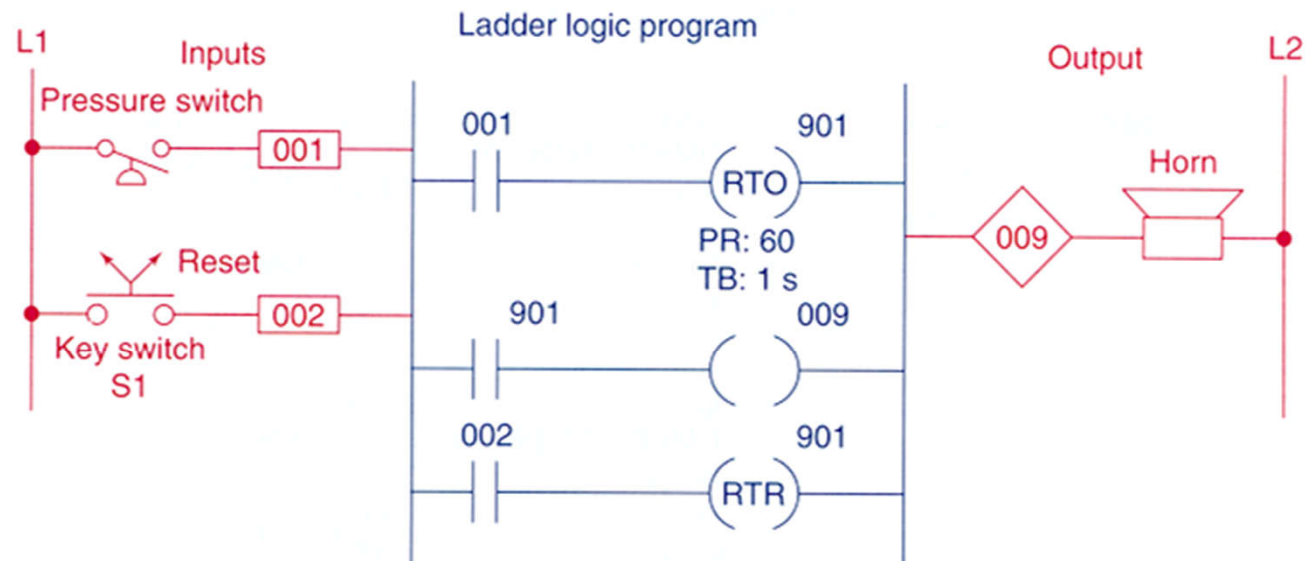 Ladder logic program
L1
Inputs
Output
L2
Pressure switch
001
001
901
RTO
PR: 60
TB: 1 s
Horn
009
Reset
002
Key switch
S1
901
009
002
901
RTR